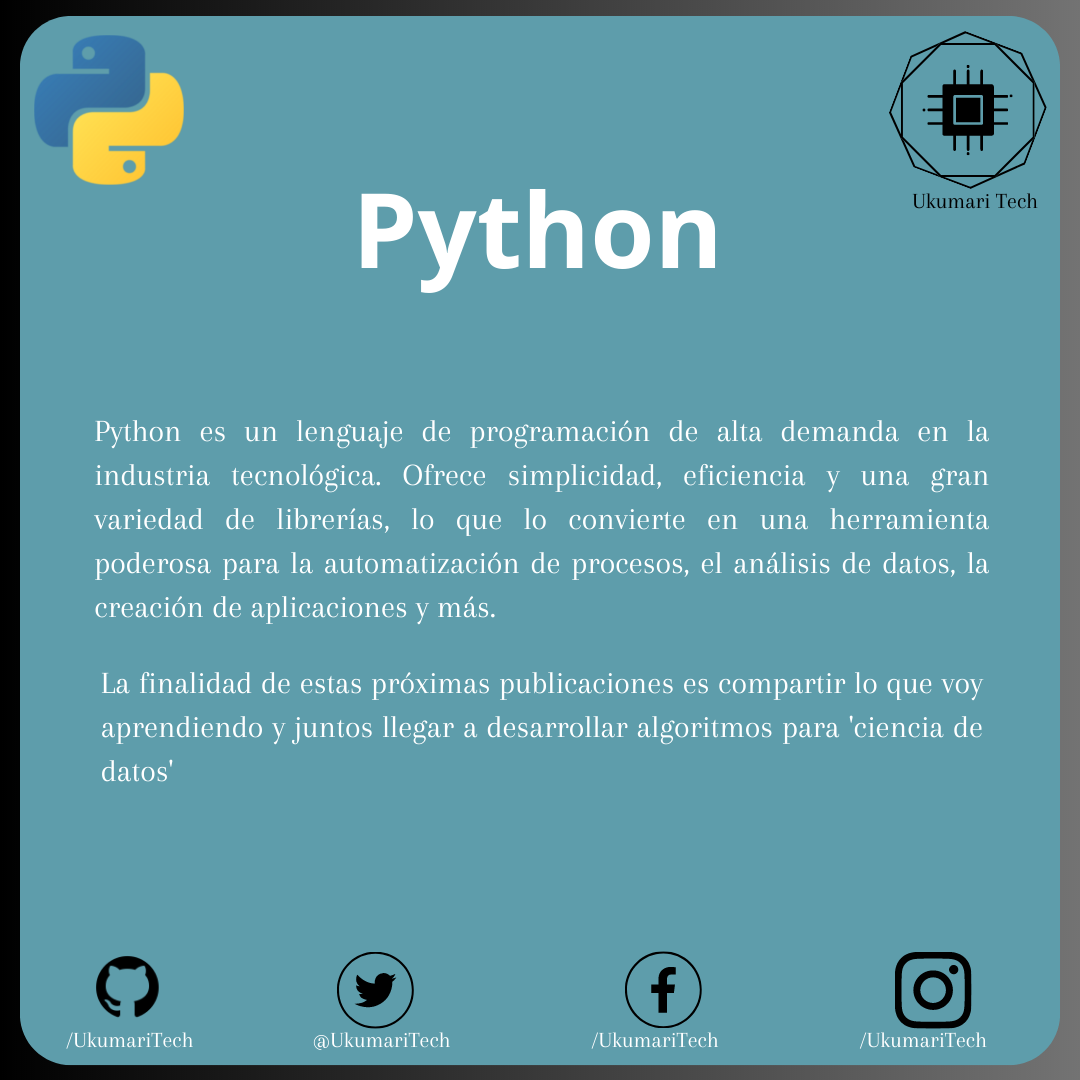 Ukumari Tech
Python
Python es un lenguaje de programación de alta demanda en la
industria tecnológica. Ofrece simplicidad, eficiencia y una gran
variedad de librerías, lo que lo convierte en una herramienta
poderosa para la automatización de procesos, el análisis de datos, la
creación de aplicaciones y más.
La finalidad de estas próximas publicaciones es compartir lo que voy
aprendiendo y juntos llegar a desarrollar algoritmos para 'ciencia de
datos'
/UkumariTech
@UkumariTech
/UkumariTech
/UkumariTech